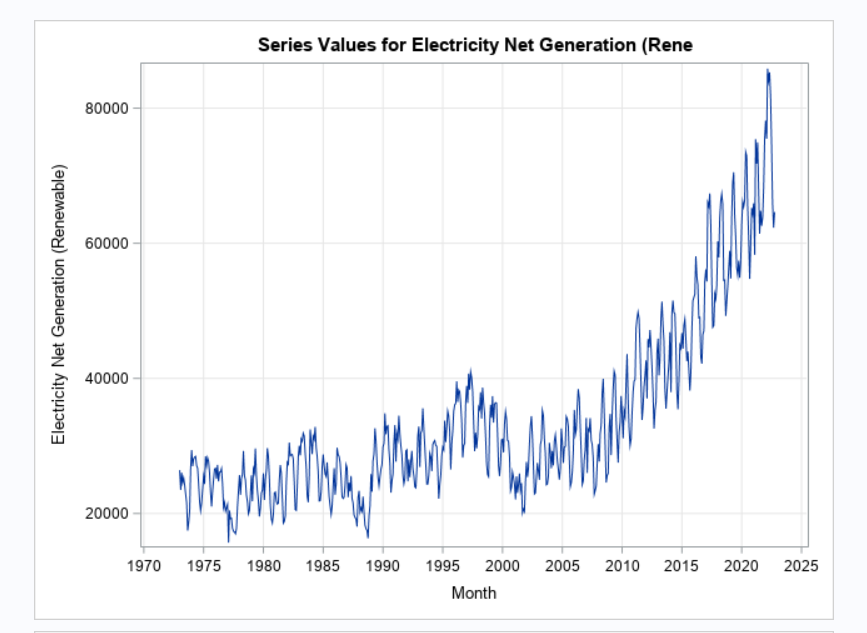 Series Values for Electricity Net Generation (Rene
Electricity Net Generation (Renewable)
80000
60000
40000
20000
1970 1975 1980 1985 1990 1995 2000 2005 2010 2015 2020 2025
Month